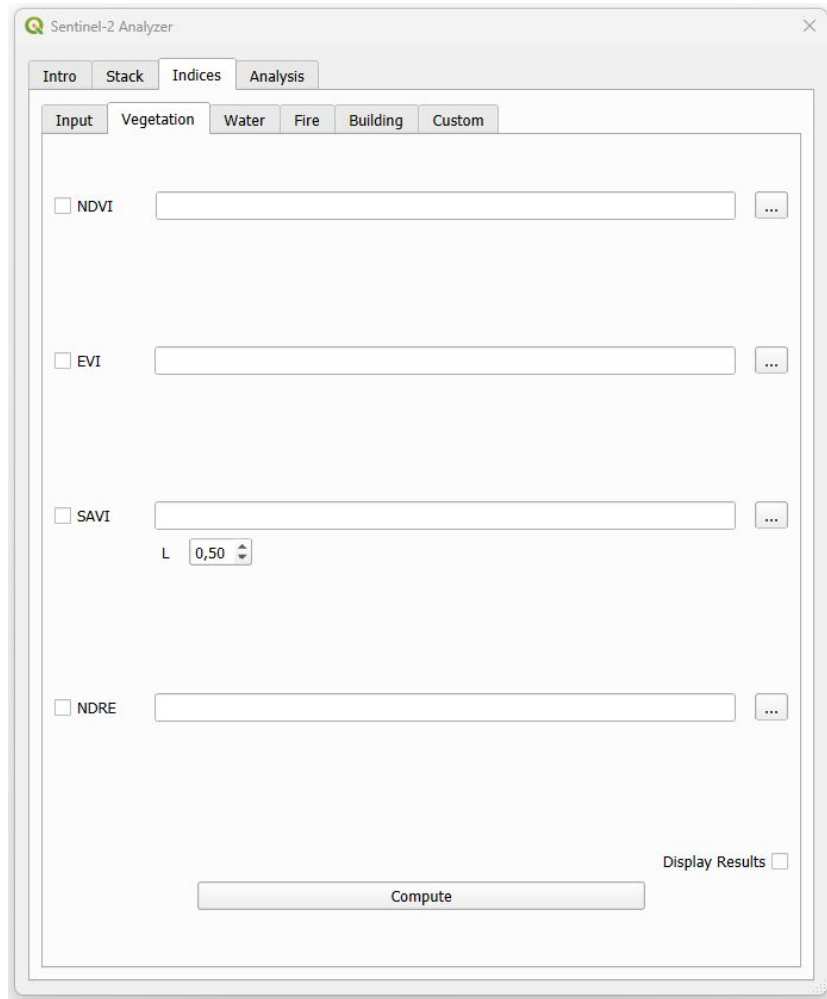 Sentinel-2 Analyzer
Intro Stack Indices Analysis
Input Vegetation Water Fire Building Custom
NDVI ...
EVI ...
SAVI ...
L 0,50
NDRE ...
Display Results
Compute